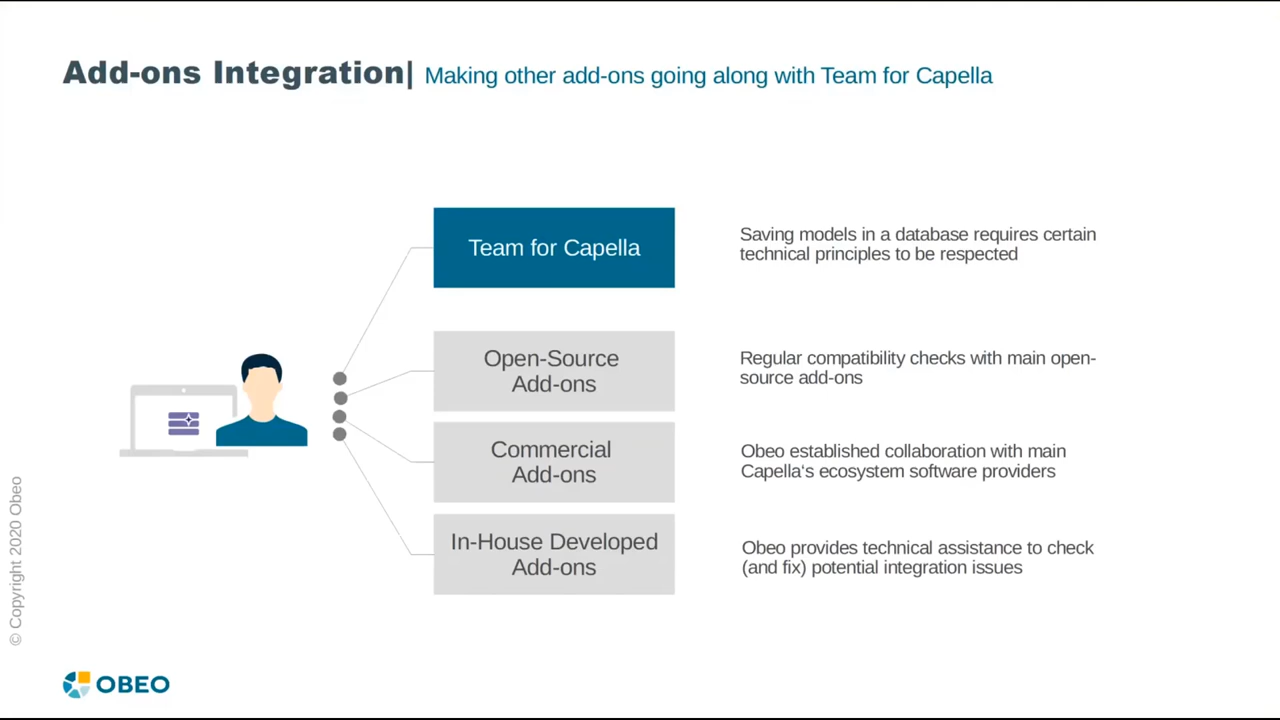 Add-ons Integration| Making other add-ons going along with Team for Capella
Team for Capella
Saving models in a database requires certain
technical principles to be respected
Open-Source
Add-ons
Regular compatibility checks with main open-
source add-ons
Commercial
Add-ons
Obeo established collaboration with main
Capella‘s ecosystem software providers
In-House Developed
Add-ons
Obeo provides technical assistance to check
(and fix) potential integration issues
© Copyright 2020 Obeo
OBEO